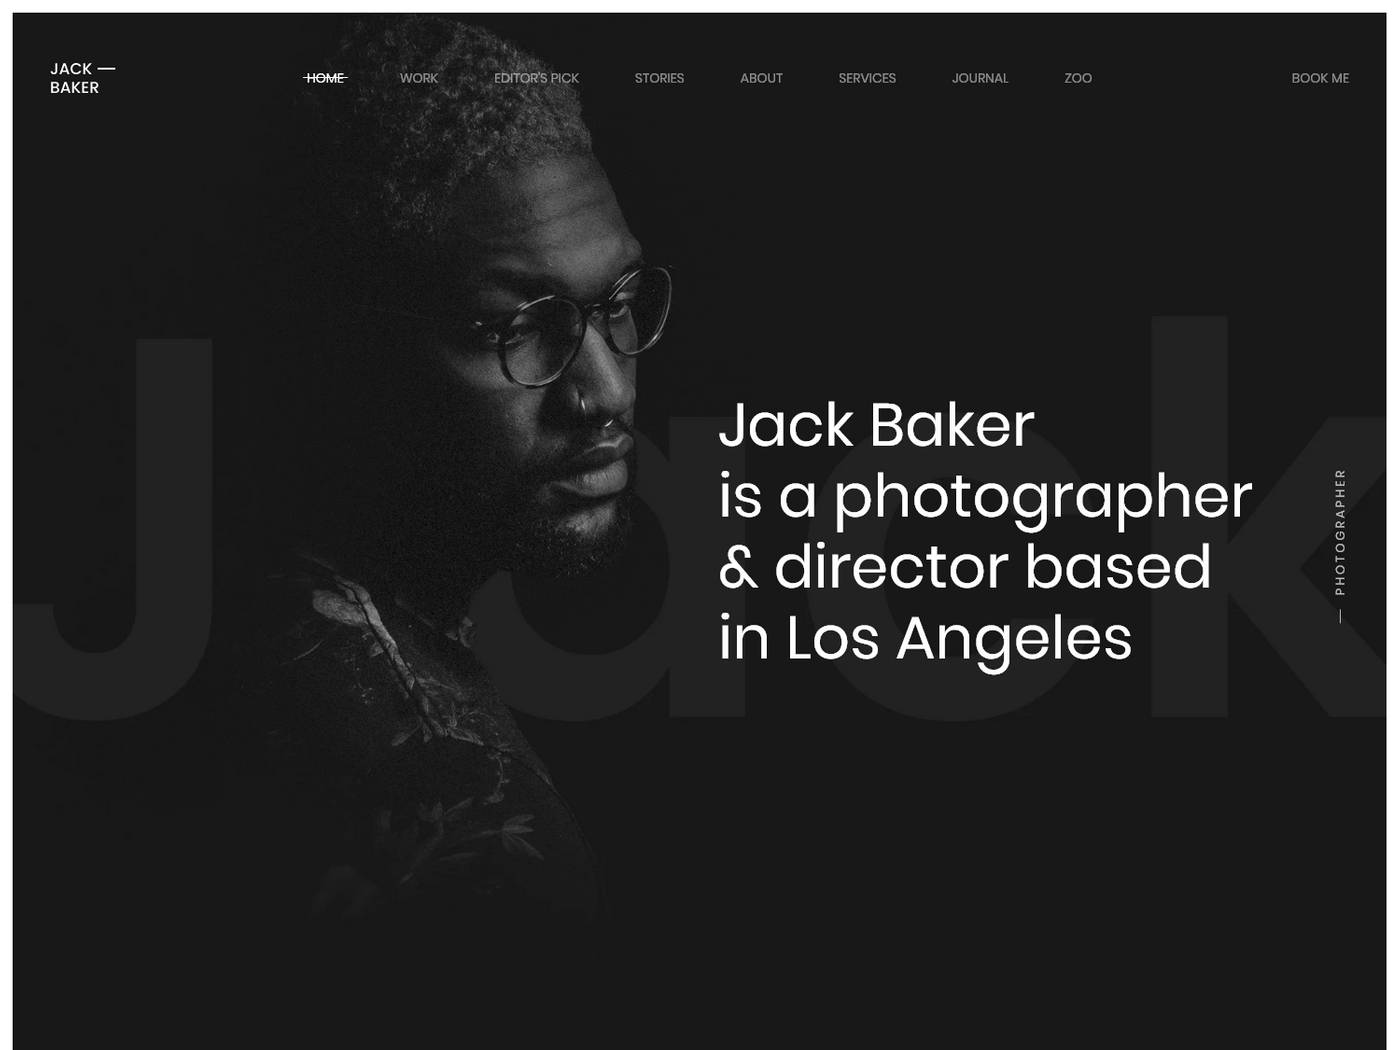 JACK —
BAKER
HOME WORK EDITOR'S PICK STORIES ABOUT SERVICES JOURNAL ZOO BOOK ME
Jack
Jack Baker
is a photographer
& director based
in Los Angeles
— PHOTOGRAPHER